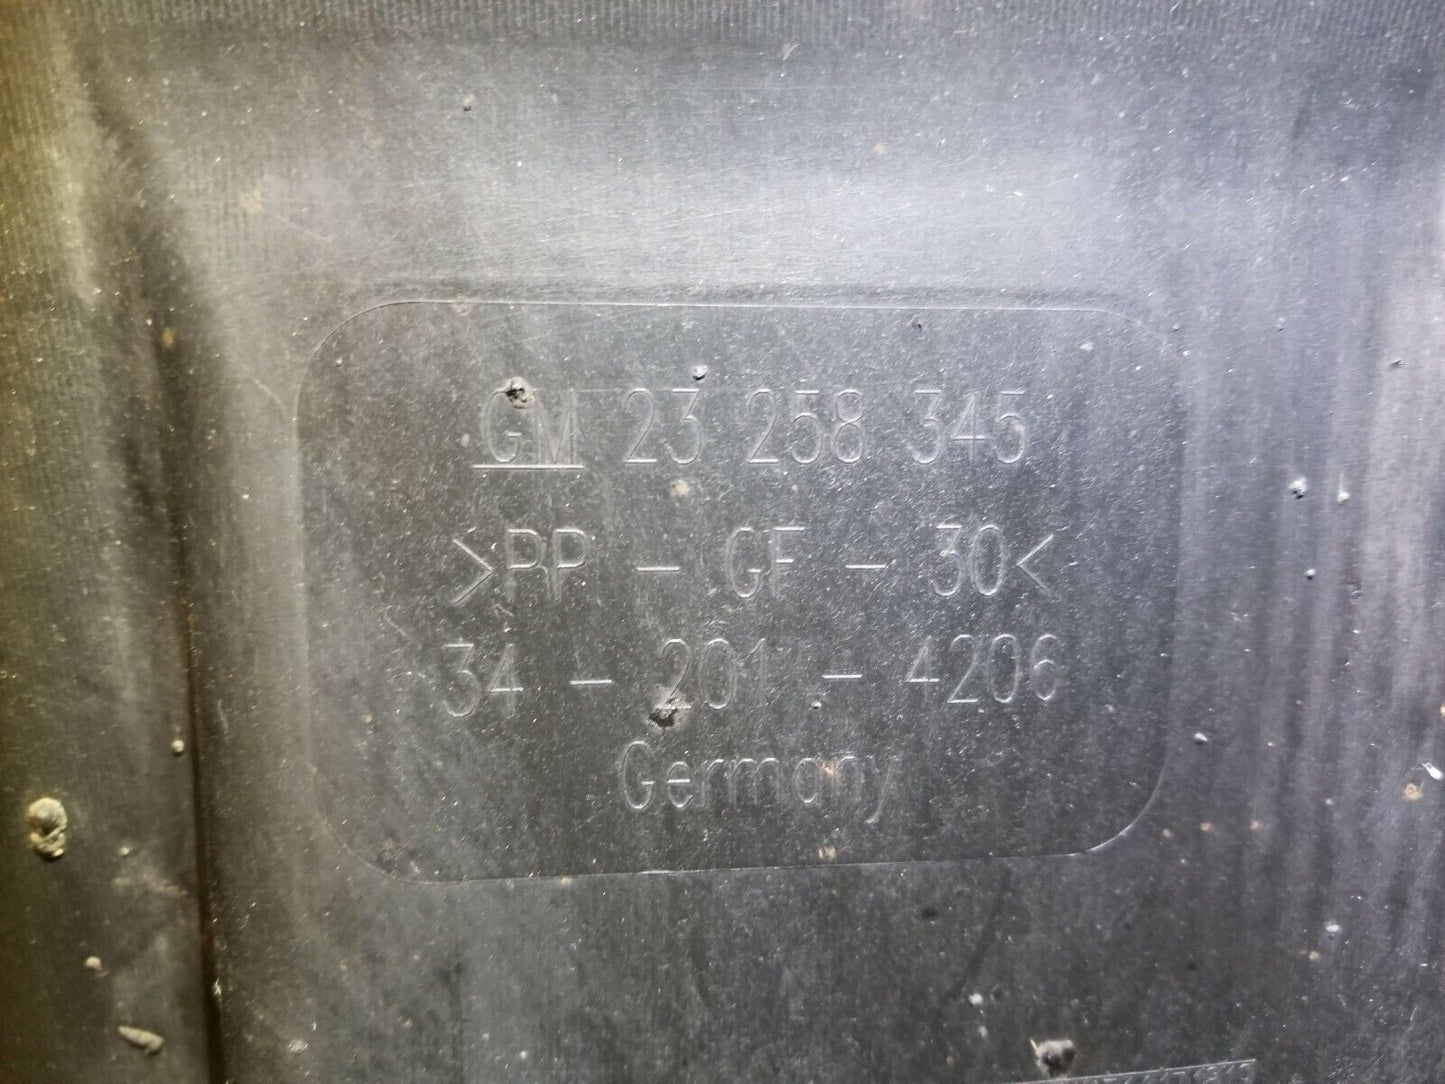 GM 23 258 345
>PP - GF - 30<
34 - 201 - 4206
Germany